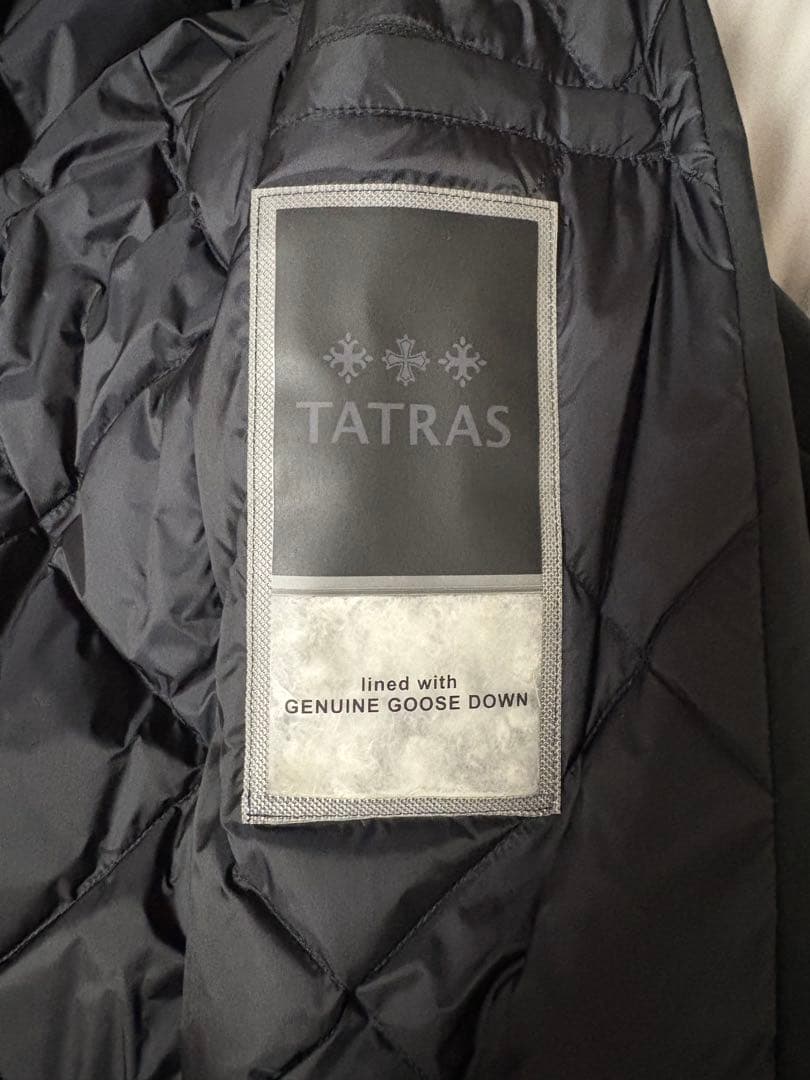 TATRAS
lined with
GENUINE GOOSE DOWN